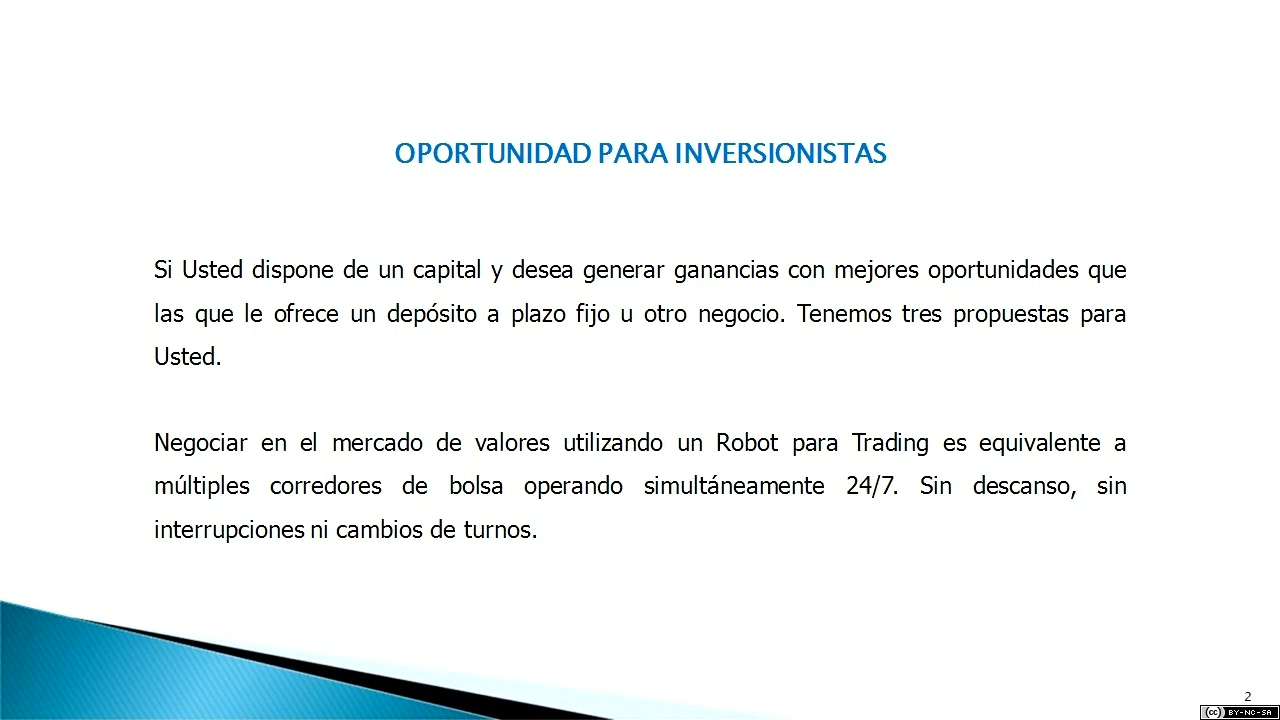 OPORTUNIDAD PARA INVERSIONISTAS
Si Usted dispone de un capital y desea generar ganancias con mejores oportunidades que
las que le ofrece un depósito a plazo fijo u otro negocio. Tenemos tres propuestas para
Usted.
Negociar en el mercado de valores utilizando un Robot para Trading es equivalente a
múltiples corredores de bolsa operando simultáneamente 24/7. Sin descanso, sin
interrupciones ni cambios de turnos.
2
cc BY-NC-SA